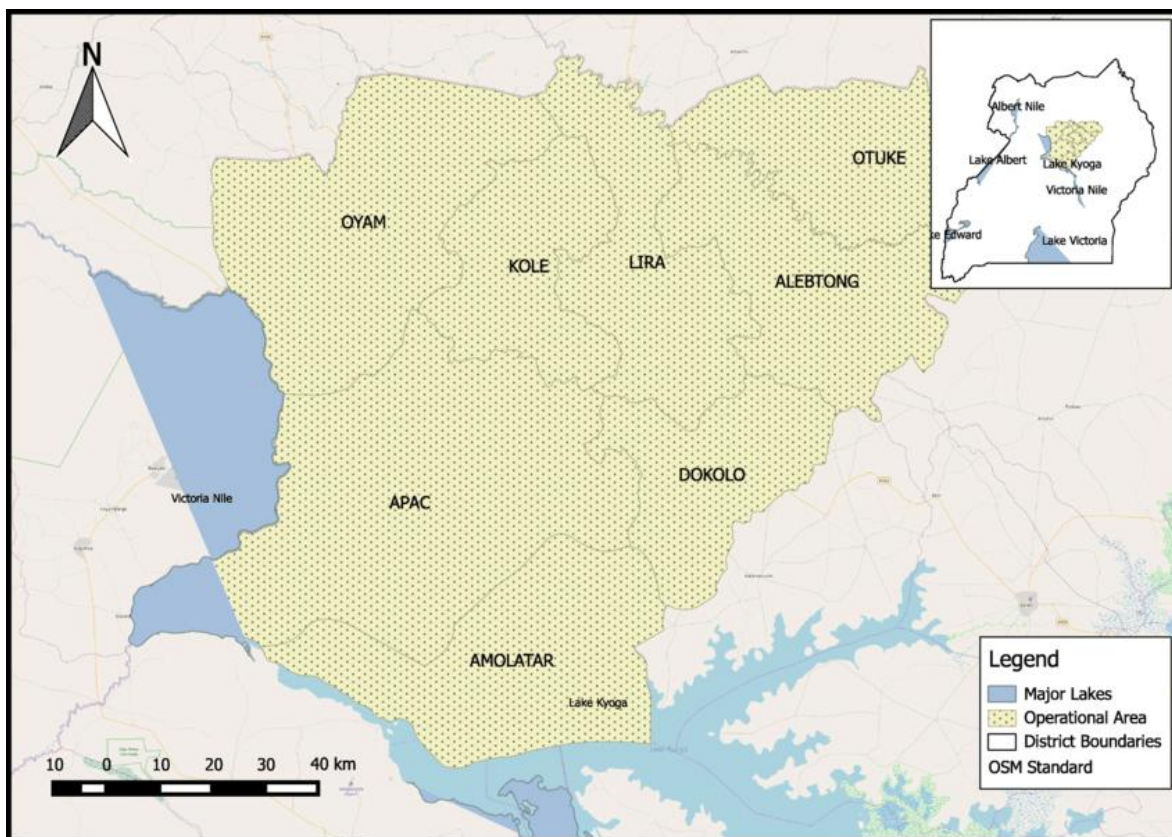 N
OYAM
KOLE
LIRA
OTUKE
ALEBTONG
Victoria Nile
APAC
DOKOLO
AMOLATAR
Lake Kyoga
10 0 10 20 30 40 km
Albert Nile
Lake Albert
Lake Kyoga
Victoria Nile
ke Edward
Lake Victoria
Legend
Major Lakes
Operational Area
District Boundaries
OSM Standard